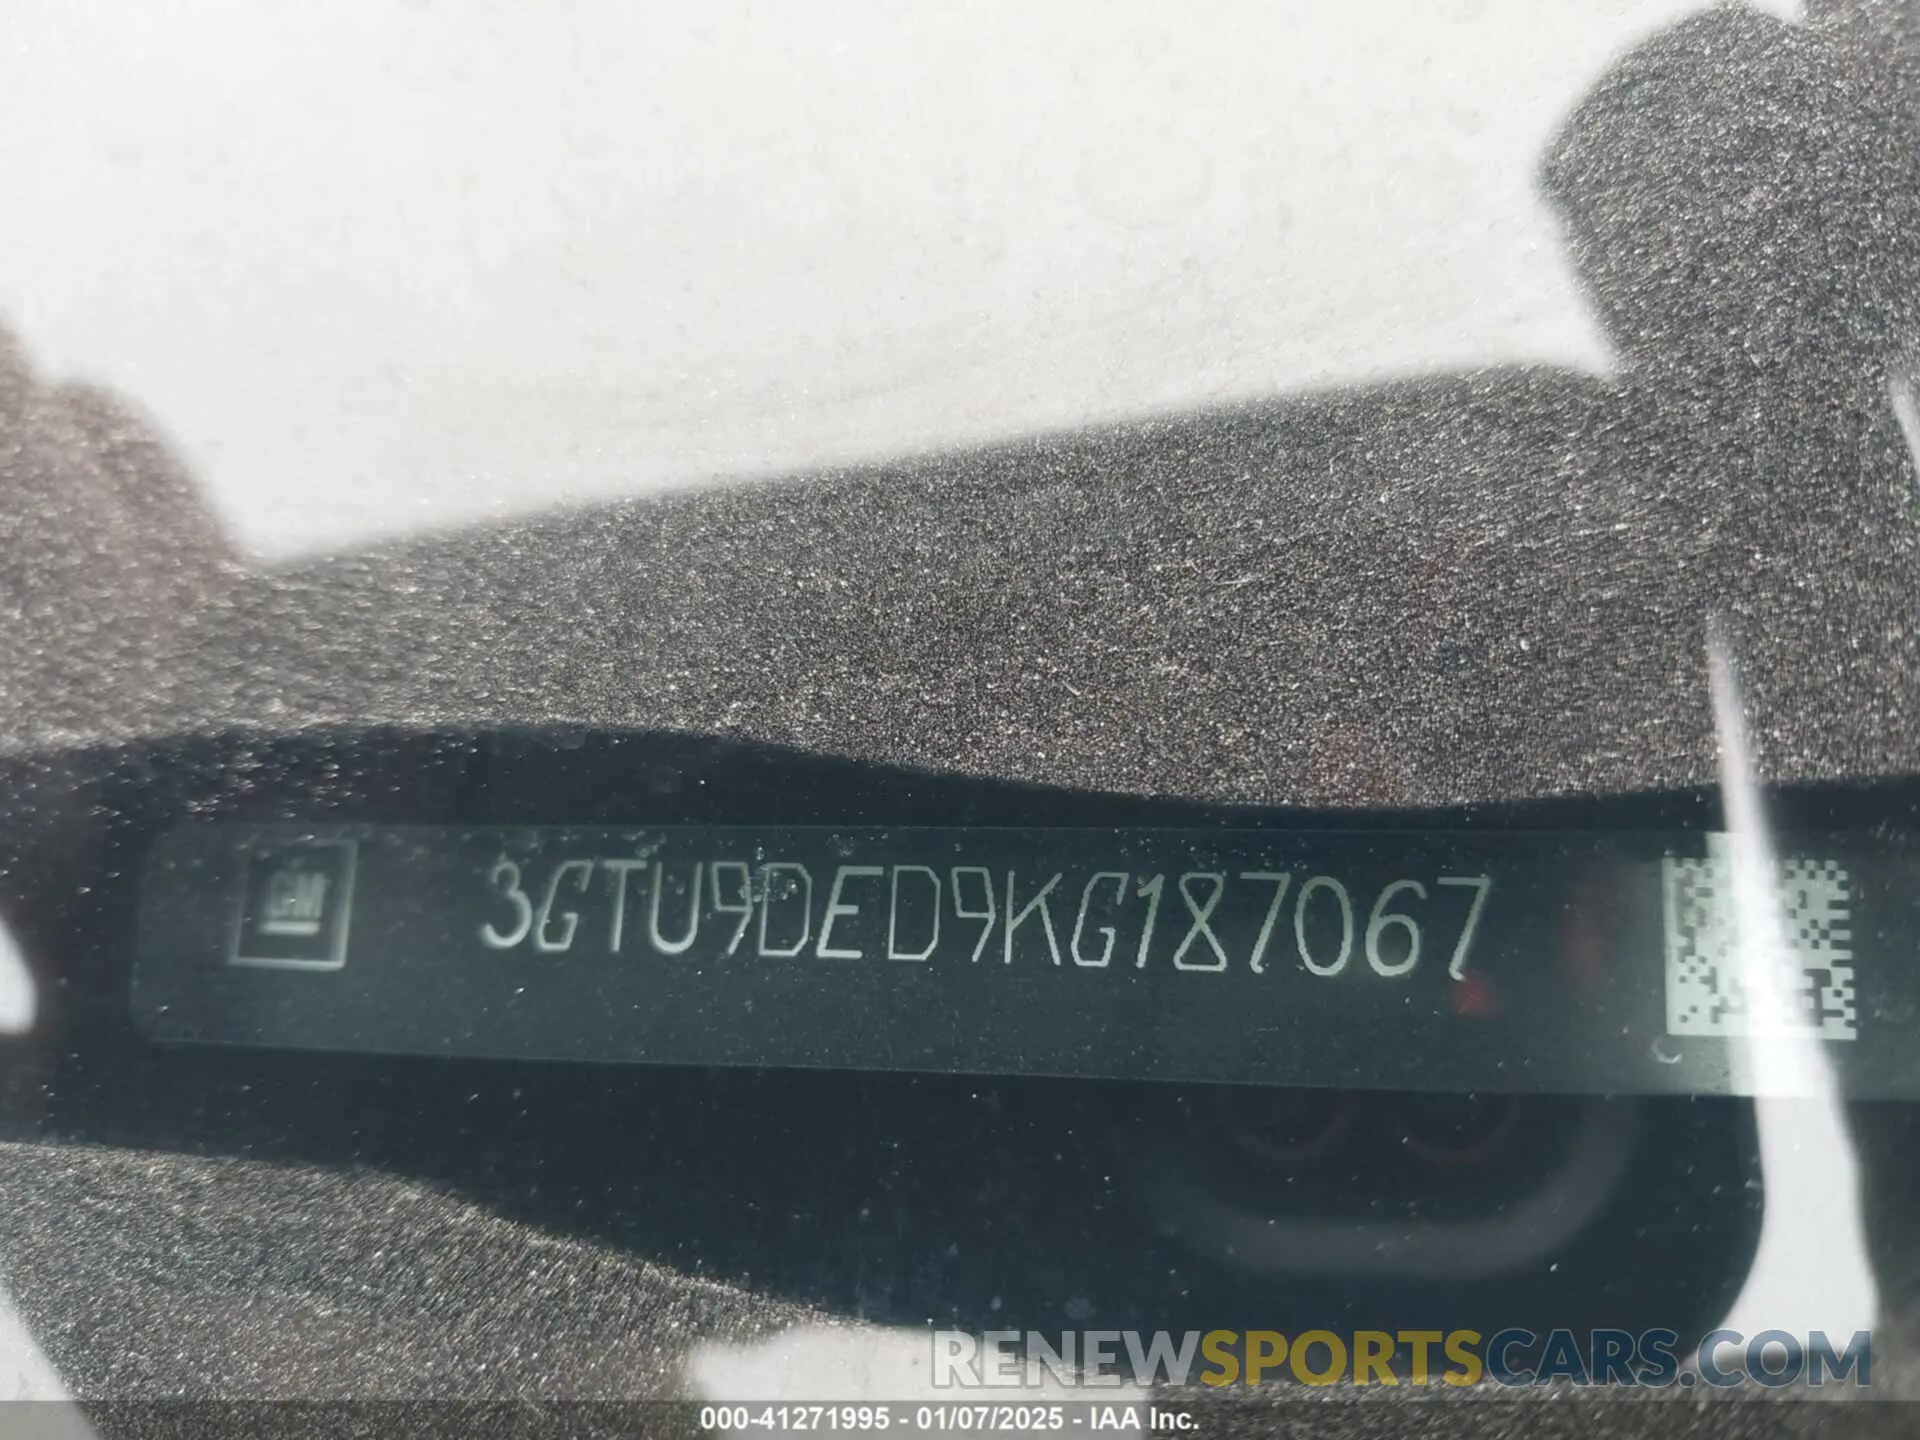 GM 3GTU9DED9KG187067
RENEWSPORTSCARS.COM
000-41271995 - 01/07/2025 - IAA Inc.